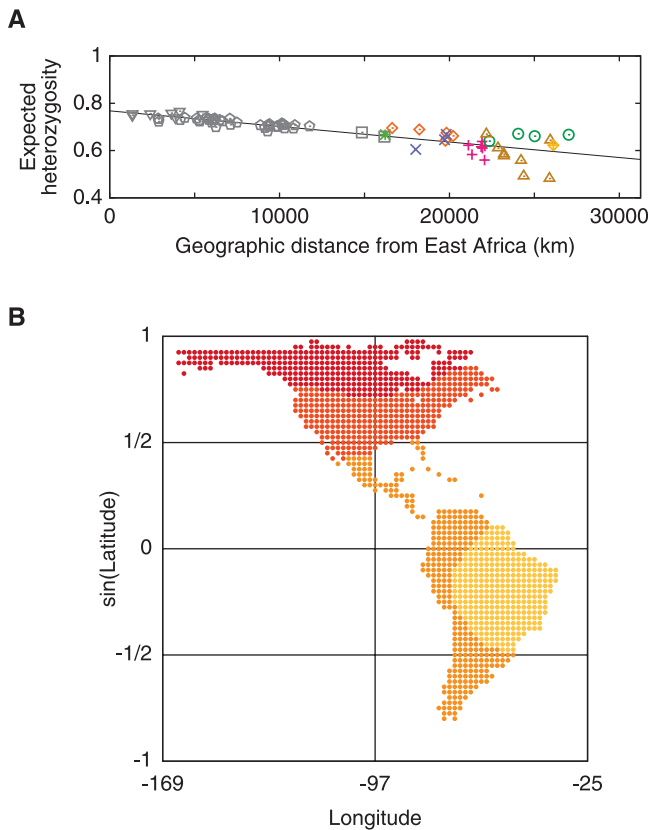 A
Expected
heterozygosity
1
0.8
0.6
0.4
0 10000 20000 30000
Geographic distance from East Africa (km)
B
sin(Latitude)
1
1/2
0
-1/2
-1
-169 -97 -25
Longitude